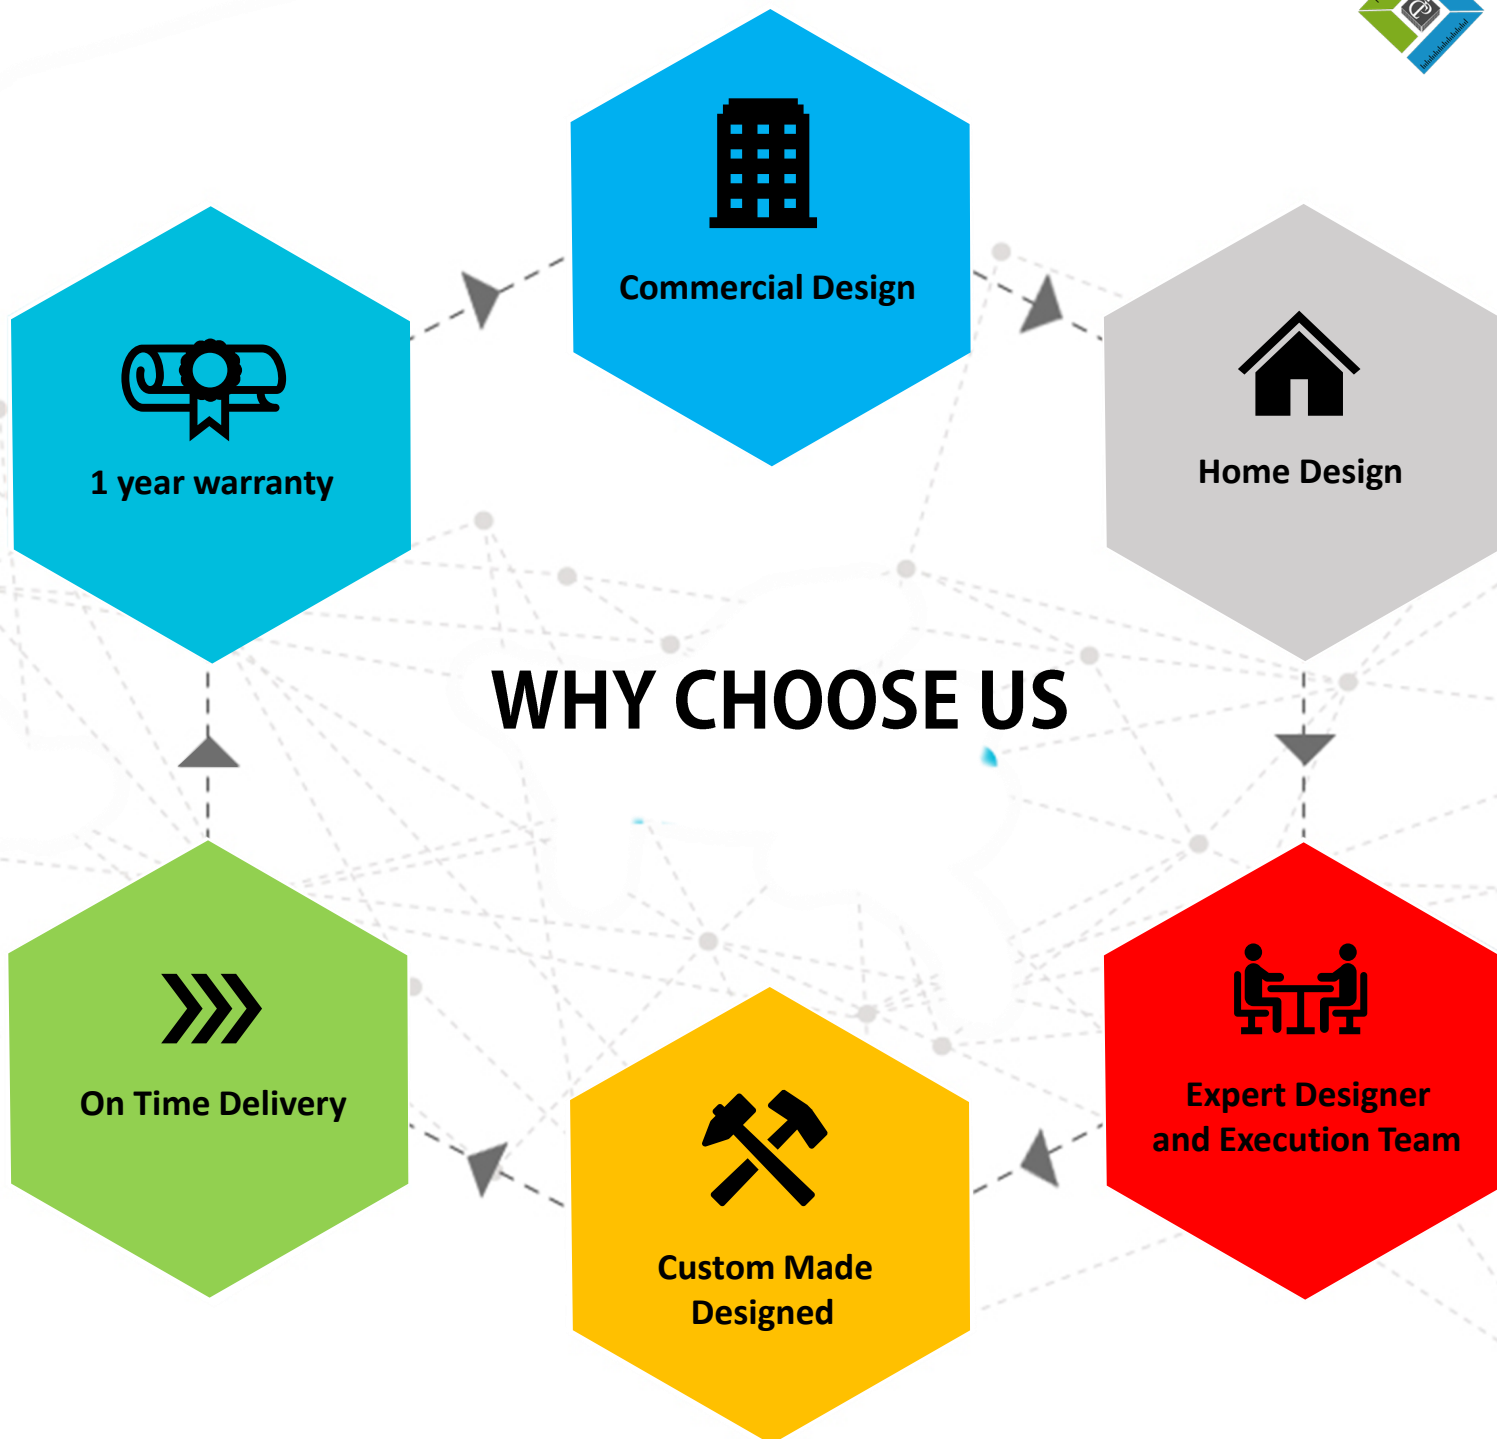 Commercial Design
1 year warranty
Home Design
WHY CHOOSE US
On Time Delivery
Expert Designer
and Execution Team
Custom Made
Designed